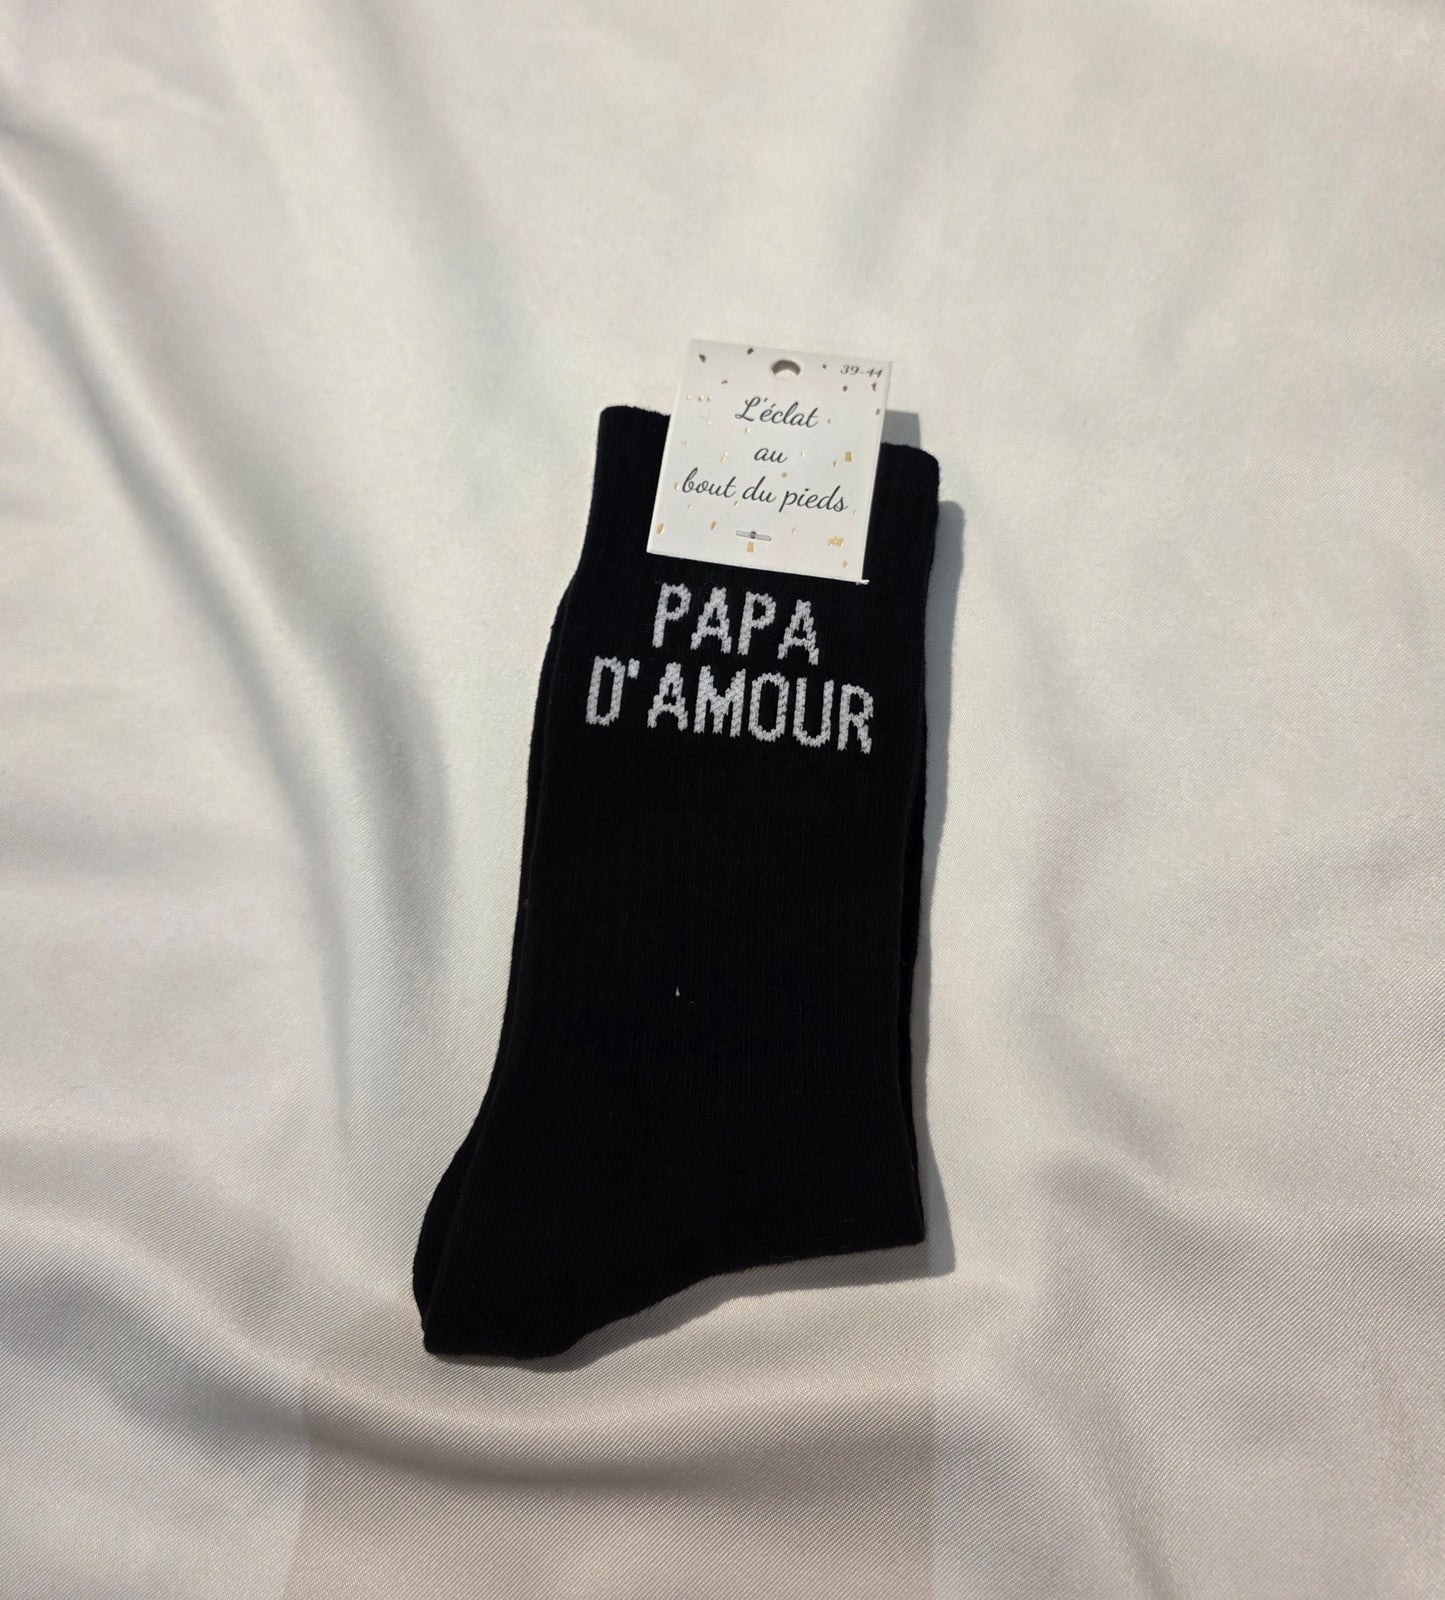 39-44
L'éclat
au
bout du pieds
PAPA
D'AMOUR